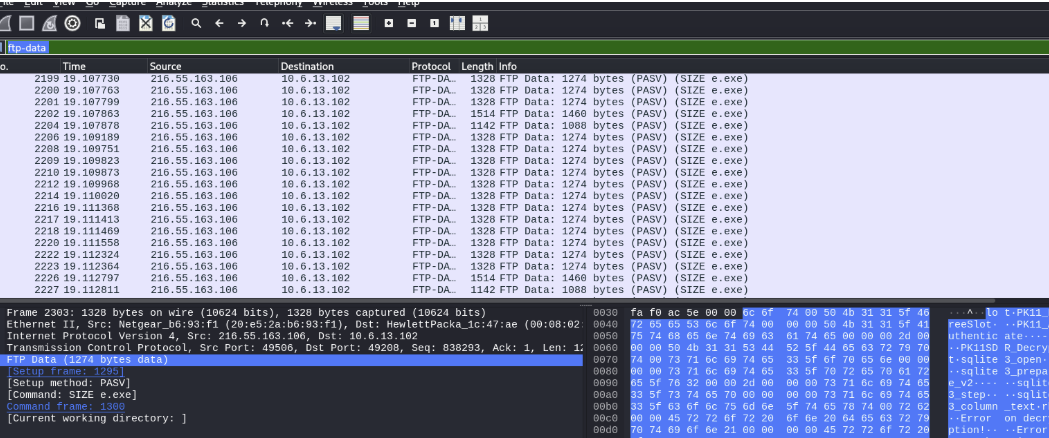 File Edit View Go Capture Analyze Statistics Telephony Wireless Tools Help
ftp-data
o. Time Source Destination Protocol Length Info
2199 19.107730 216.55.163.106 10.6.13.102 FTP-DA… 1328 FTP Data: 1274 bytes (PASV) (SIZE e.exe)
2200 19.107763 216.55.163.106 10.6.13.102 FTP-DA… 1328 FTP Data: 1274 bytes (PASV) (SIZE e.exe)
2201 19.107799 216.55.163.106 10.6.13.102 FTP-DA… 1328 FTP Data: 1274 bytes (PASV) (SIZE e.exe)
2202 19.107863 216.55.163.106 10.6.13.102 FTP-DA… 1514 FTP Data: 1460 bytes (PASV) (SIZE e.exe)
2204 19.107878 216.55.163.106 10.6.13.102 FTP-DA… 1142 FTP Data: 1088 bytes (PASV) (SIZE e.exe)
2206 19.109189 216.55.163.106 10.6.13.102 FTP-DA… 1328 FTP Data: 1274 bytes (PASV) (SIZE e.exe)
2208 19.109751 216.55.163.106 10.6.13.102 FTP-DA… 1328 FTP Data: 1274 bytes (PASV) (SIZE e.exe)
2209 19.109823 216.55.163.106 10.6.13.102 FTP-DA… 1328 FTP Data: 1274 bytes (PASV) (SIZE e.exe)
2210 19.109873 216.55.163.106 10.6.13.102 FTP-DA… 1328 FTP Data: 1274 bytes (PASV) (SIZE e.exe)
2212 19.109968 216.55.163.106 10.6.13.102 FTP-DA… 1328 FTP Data: 1274 bytes (PASV) (SIZE e.exe)
2214 19.110020 216.55.163.106 10.6.13.102 FTP-DA… 1328 FTP Data: 1274 bytes (PASV) (SIZE e.exe)
2216 19.111368 216.55.163.106 10.6.13.102 FTP-DA… 1328 FTP Data: 1274 bytes (PASV) (SIZE e.exe)
2217 19.111413 216.55.163.106 10.6.13.102 FTP-DA… 1328 FTP Data: 1274 bytes (PASV) (SIZE e.exe)
2218 19.111469 216.55.163.106 10.6.13.102 FTP-DA… 1328 FTP Data: 1274 bytes (PASV) (SIZE e.exe)
2220 19.111558 216.55.163.106 10.6.13.102 FTP-DA… 1328 FTP Data: 1274 bytes (PASV) (SIZE e.exe)
2222 19.112324 216.55.163.106 10.6.13.102 FTP-DA… 1328 FTP Data: 1274 bytes (PASV) (SIZE e.exe)
2223 19.112364 216.55.163.106 10.6.13.102 FTP-DA… 1328 FTP Data: 1274 bytes (PASV) (SIZE e.exe)
2226 19.112797 216.55.163.106 10.6.13.102 FTP-DA… 1514 FTP Data: 1460 bytes (PASV) (SIZE e.exe)
2227 19.112811 216.55.163.106 10.6.13.102 FTP-DA… 1142 FTP Data: 1088 bytes (PASV) (SIZE e.exe)
Frame 2303: 1328 bytes on wire (10624 bits), 1328 bytes captured (10624 bits)
Ethernet II, Src: Netgear_b6:93:f1 (20:e5:2a:b6:93:f1), Dst: HewlettPacka_1c:47:ae (00:08:02:
Internet Protocol Version 4, Src: 216.55.163.106, Dst: 10.6.13.102
Transmission Control Protocol, Src Port: 49506, Dst Port: 49208, Seq: 838293, Ack: 1, Len: 12
FTP Data (1274 bytes data)
[Setup frame: 1295]
[Setup method: PASV]
[Command: SIZE e.exe]
Command frame: 1300
[Current working directory: ]
0030 fa f0 ac 5e 00 00 6c 6f 74 00 50 4b 31 31 5f 46 ···^··lo t·PK11_
0040 72 65 65 53 6c 6f 74 00 00 00 50 4b 31 31 5f 41 reeSlot· ··PK11_
0050 75 74 68 65 6e 74 69 63 61 74 65 00 00 00 2d 00 uthentic ate····
0060 00 00 50 4b 31 31 53 44 52 5f 44 65 63 72 79 70 ··PK11SD R_Decry
0070 74 00 73 71 6c 69 74 65 33 5f 6f 70 65 6e 00 00 t·sqlite 3_open·
0080 00 00 73 71 6c 69 74 65 33 5f 70 72 65 70 61 72 ··sqlite 3_prepa
0090 65 5f 76 32 00 00 2d 00 00 00 73 71 6c 69 74 65 e_v2···· ··sqlit
00a0 33 5f 73 74 65 70 00 00 00 00 73 71 6c 69 74 65 3_step·· ··sqlit
00b0 33 5f 63 6f 6c 75 6d 6e 5f 74 65 78 74 00 72 62 3_column _text·r
00c0 00 00 45 72 72 6f 72 20 6f 6e 20 64 65 63 72 79 ··Error on decr
00d0 70 74 69 6f 6e 21 00 00 00 00 45 72 72 6f 72 20 ption!·· ··Error